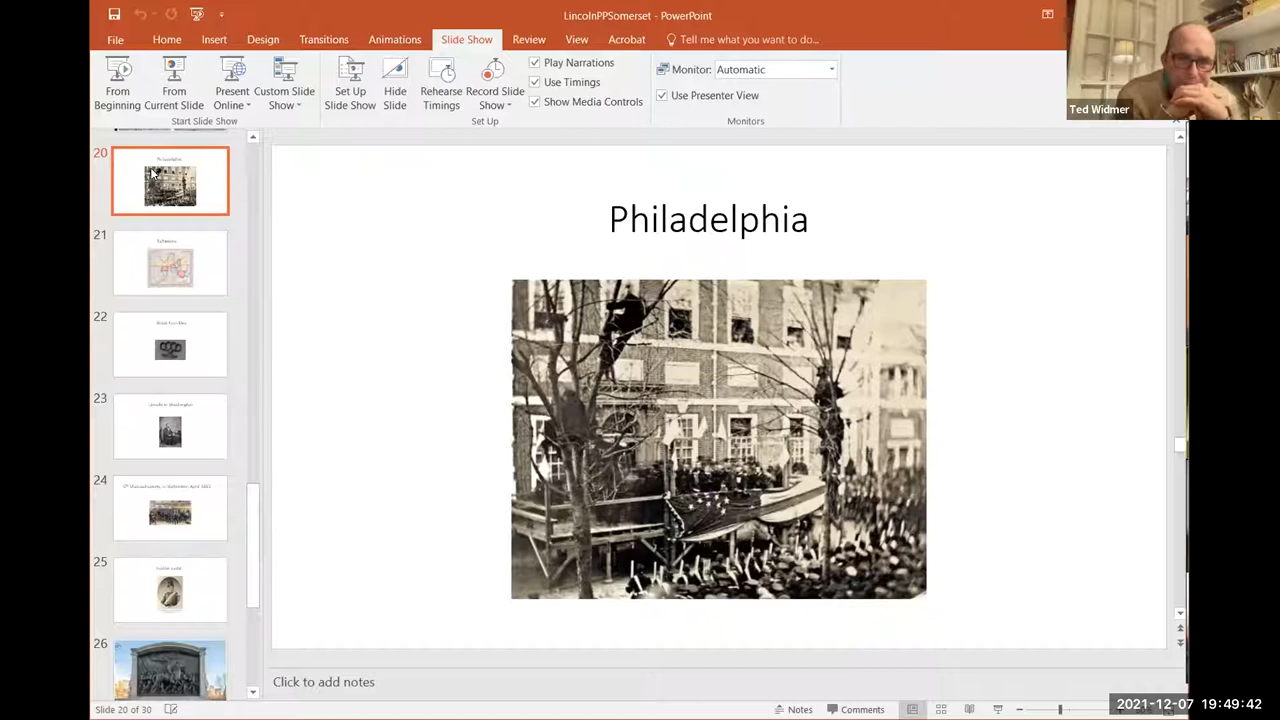 LincolnPPSomerset - PowerPoint
File Home Insert Design Transitions Animations Slide Show Review View Acrobat Tell me what you want to do...
From Beginning
From Current Slide
Present Online
Custom Slide Show
Start Slide Show
Set Up Slide Show
Hide Slide
Rehearse Timings
Record Slide Show
Play Narrations
Use Timings
Show Media Controls
Set Up
Monitor: Automatic
Use Presenter View
Monitors
Ted Widmer
20
Philadelphia
21
22
23
Lincoln in Washington
24
25
26
Philadelphia
Click to add notes
Slide 20 of 30
Notes
Comments
2021-12-07 19:49:42